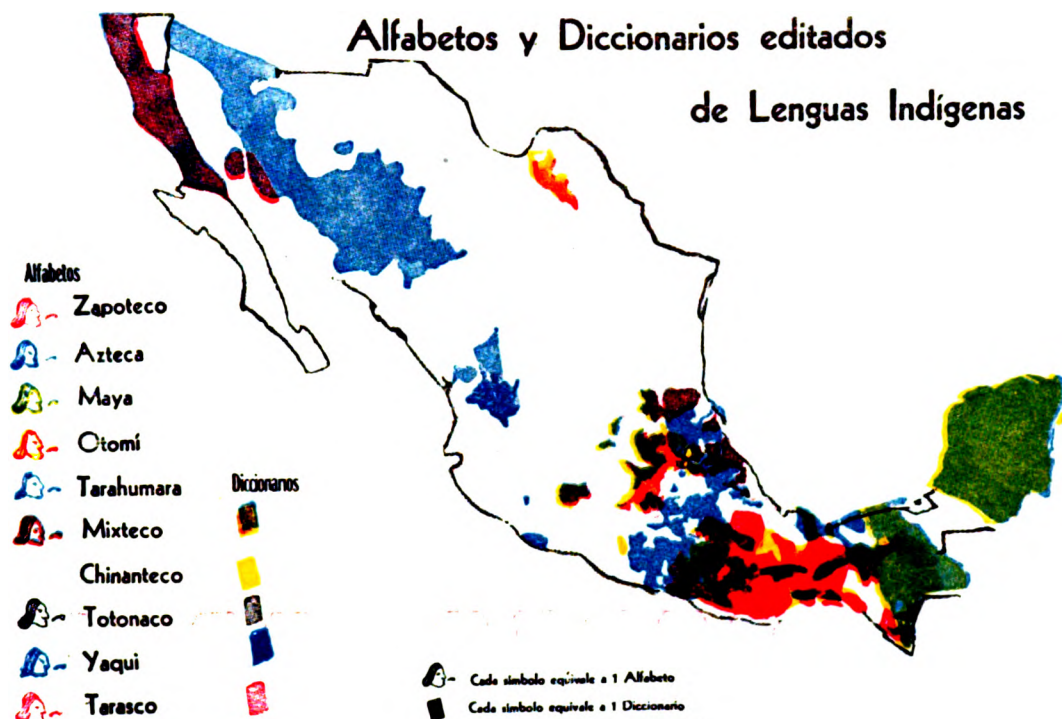 Alfabetos y Diccionarios editados
de Lenguas Indígenas
Alfabetos
Zapoteco
Azteca
Maya
Otomí
Tarahumara
Mixteco
Chinanteco
Totonaco
Yaqui
Tarasco
Diccionarios
Cada símbolo equivale a 1 Alfabeto
Cada símbolo equivale a 1 Diccionario